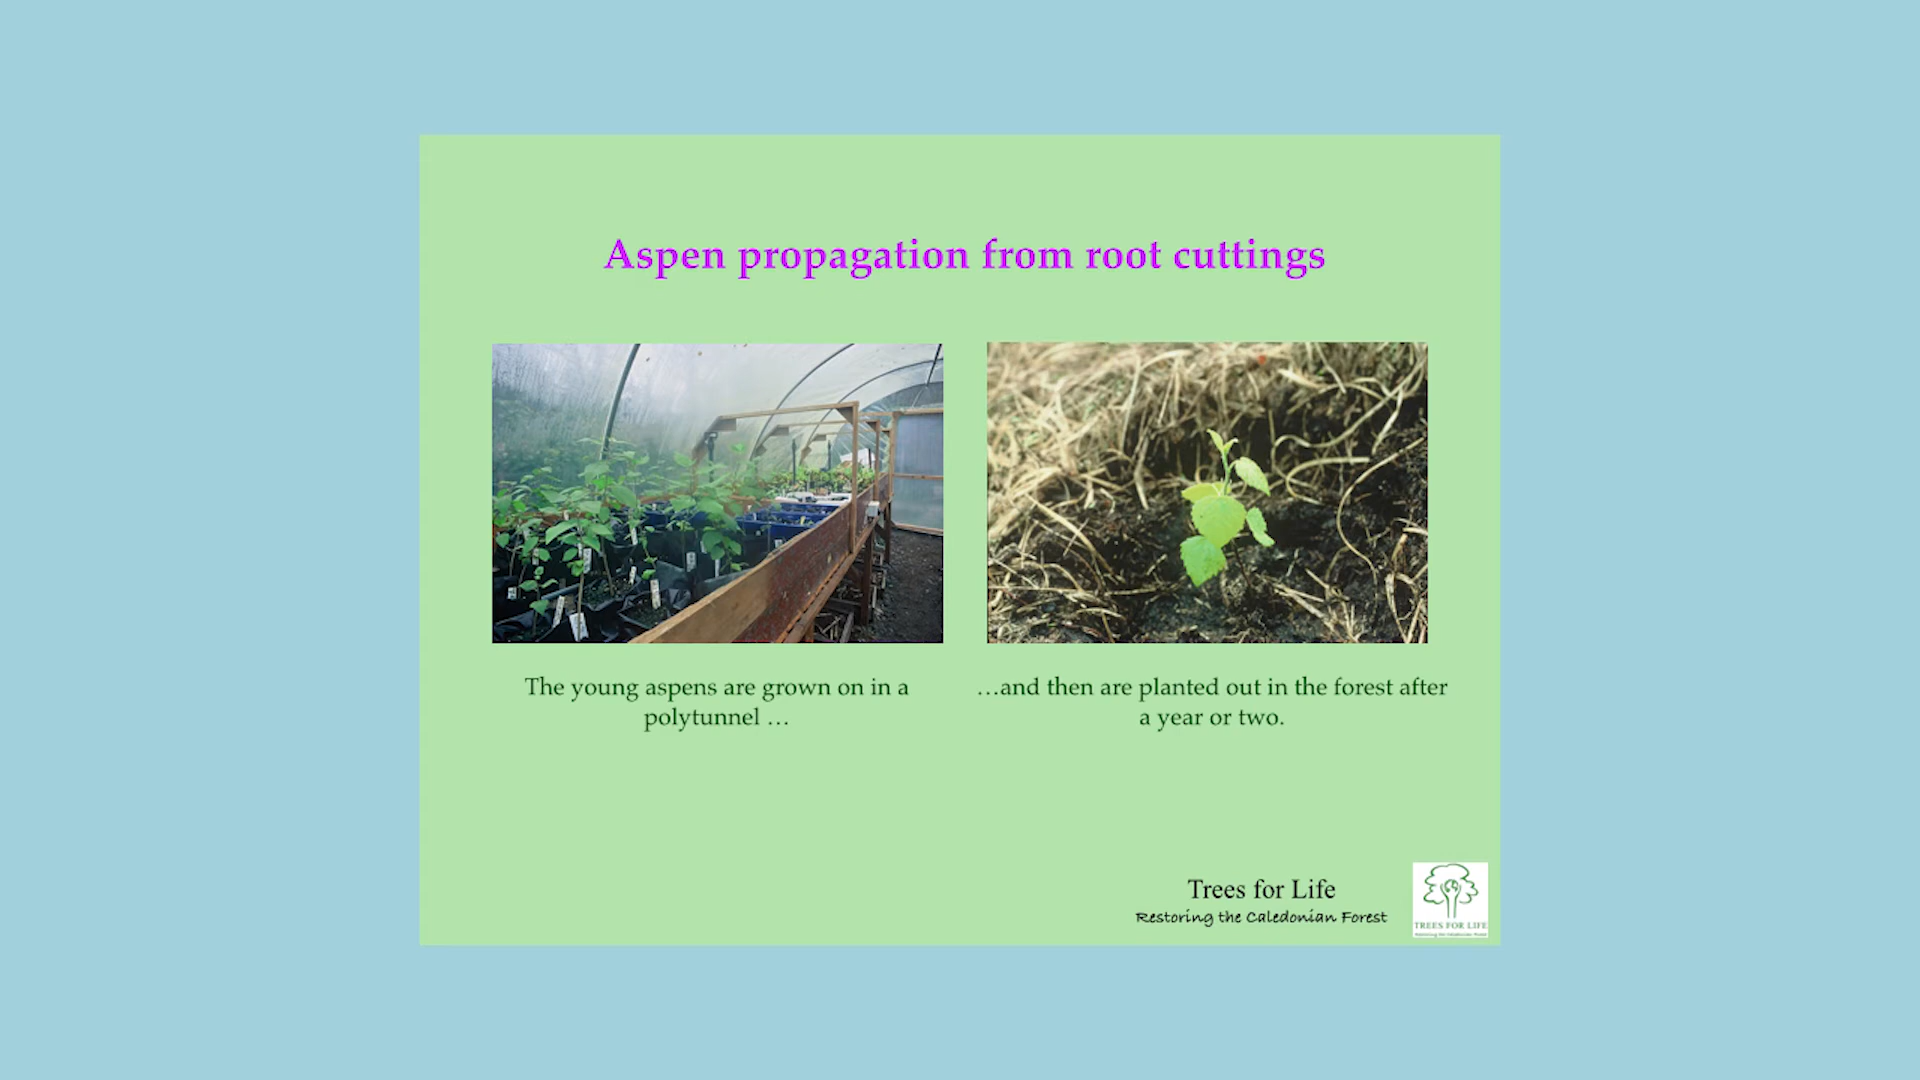 Aspen propagation from root cuttings
The young aspens are grown on in a
polytunnel …
…and then are planted out in the forest after
a year or two.
Trees for Life
Restoring the Caledonian Forest
TREES FOR LIFE